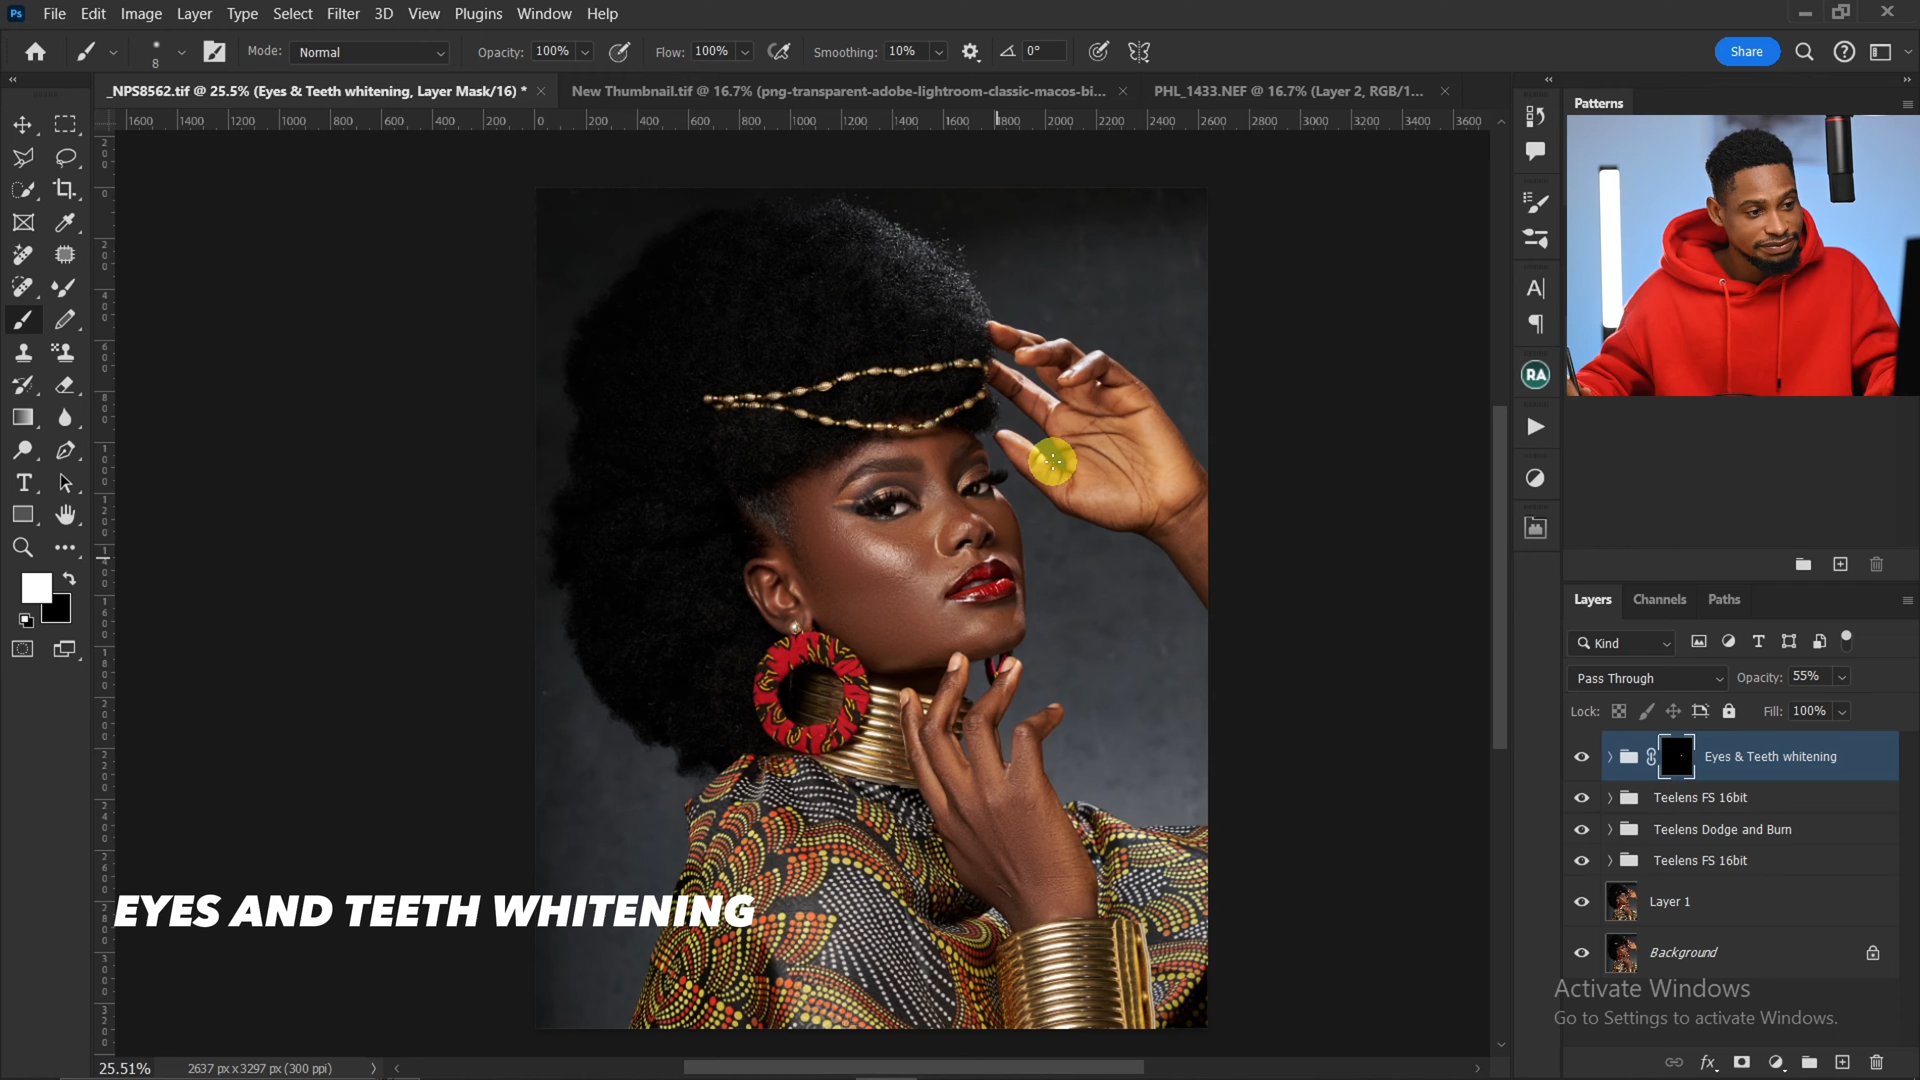 Ps File Edit Image Layer Type Select Filter 3D View Plugins Window Help
8 Mode: Normal Opacity: 100% Flow: 100% Smoothing: 10% 0° Share
_NPS8562.tif @ 25.5% (Eyes & Teeth whitening, Layer Mask/16) * New Thumbnail.tif @ 16.7% (png-transparent-adobe-lightroom-classic-macos-bi... PHL_1433.NEF @ 16.7% (Layer 2, RGB/1...
1600 1400 1200 1000 800 600 400 200 0 200 400 600 800 1000 1200 1400 1600 1800 2000 2200 2400 2600 2800 3000 3200 3400 3600
Patterns
RA
Layers Channels Paths
Kind
Pass Through Opacity: 55%
Lock: Fill: 100%
Eyes & Teeth whitening
Teelens FS 16bit
Teelens Dodge and Burn
Teelens FS 16bit
Layer 1
Background
EYES AND TEETH WHITENING
Activate Windows
Go to Settings to activate Windows.
25.51% 2637 px x 3297 px (300 ppi)